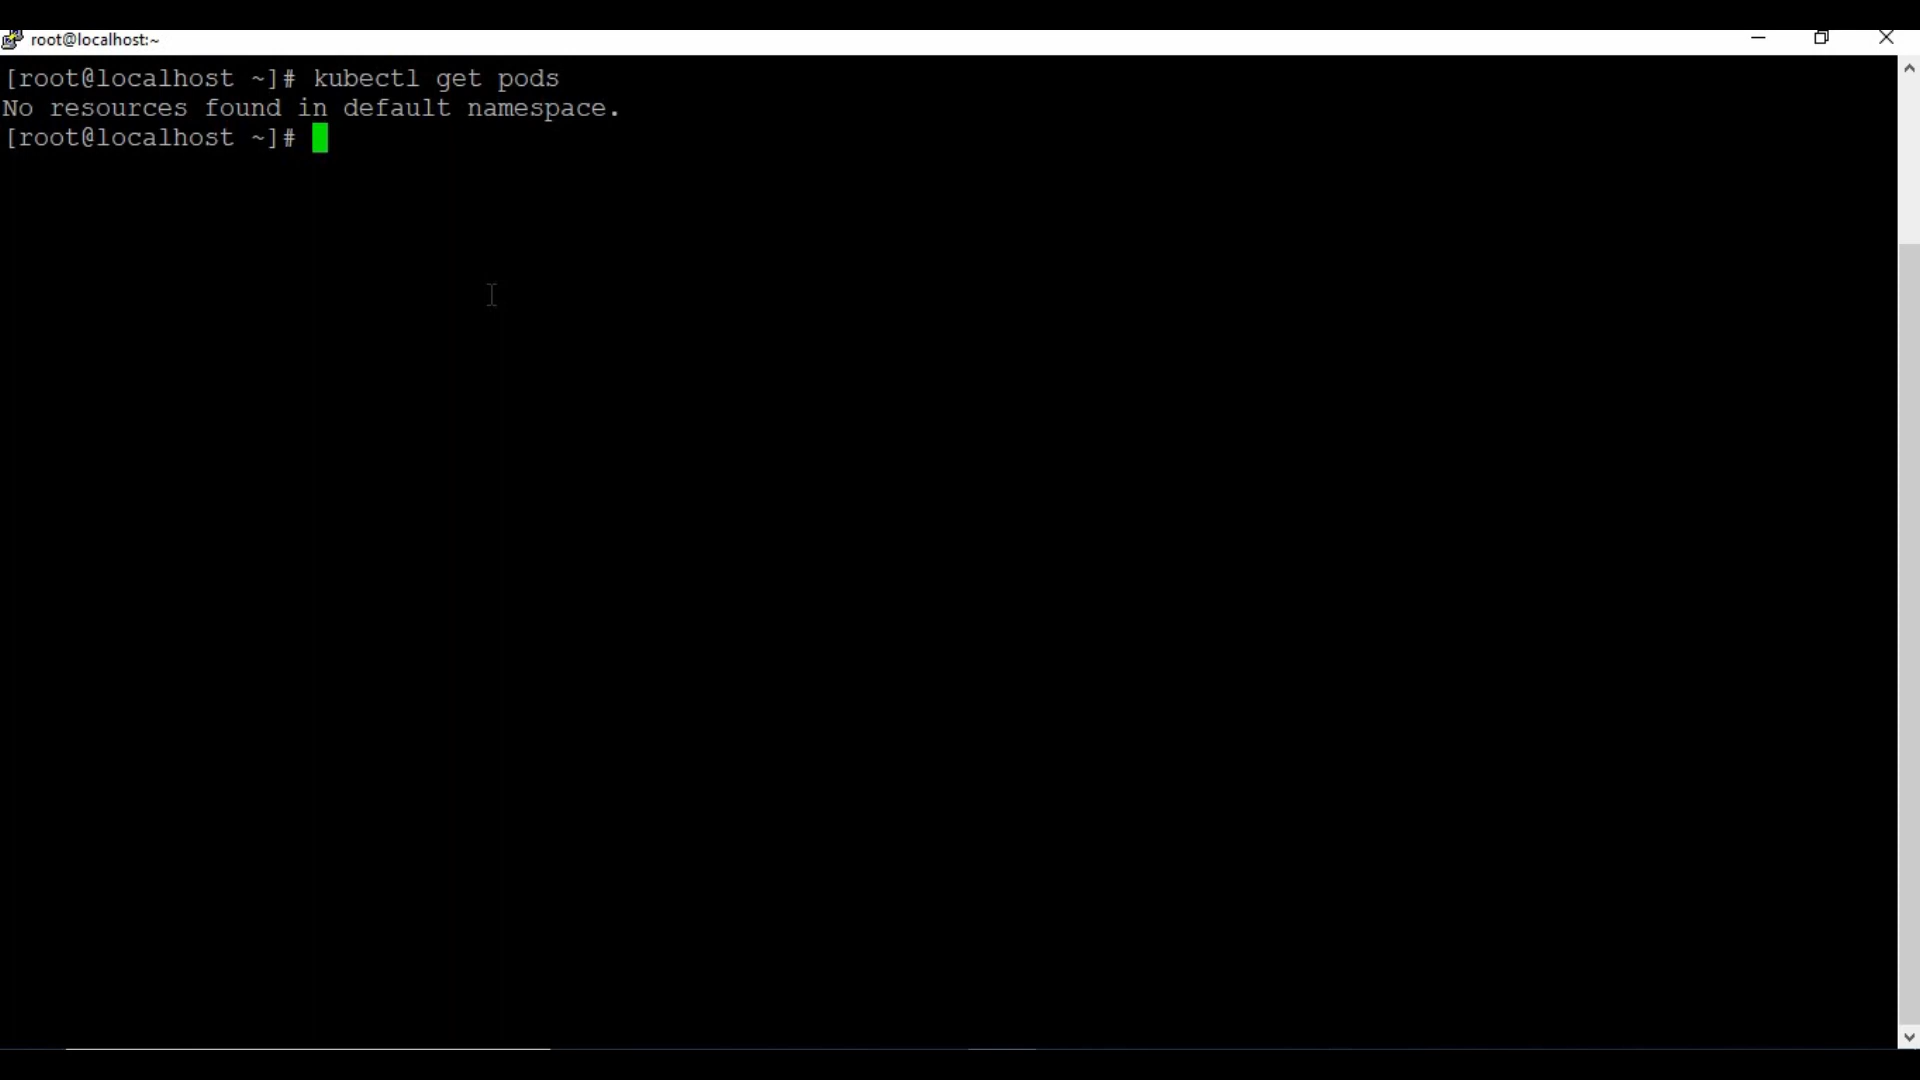 root@localhost:~
[root@localhost ~]# kubectl get pods
No resources found in default namespace.
[root@localhost ~]#